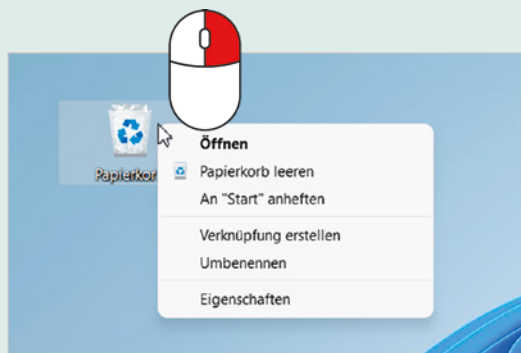 Papierkorb
Öffnen
Papierkorb leeren
An "Start" anheften
Verknüpfung erstellen
Umbenennen
Eigenschaften